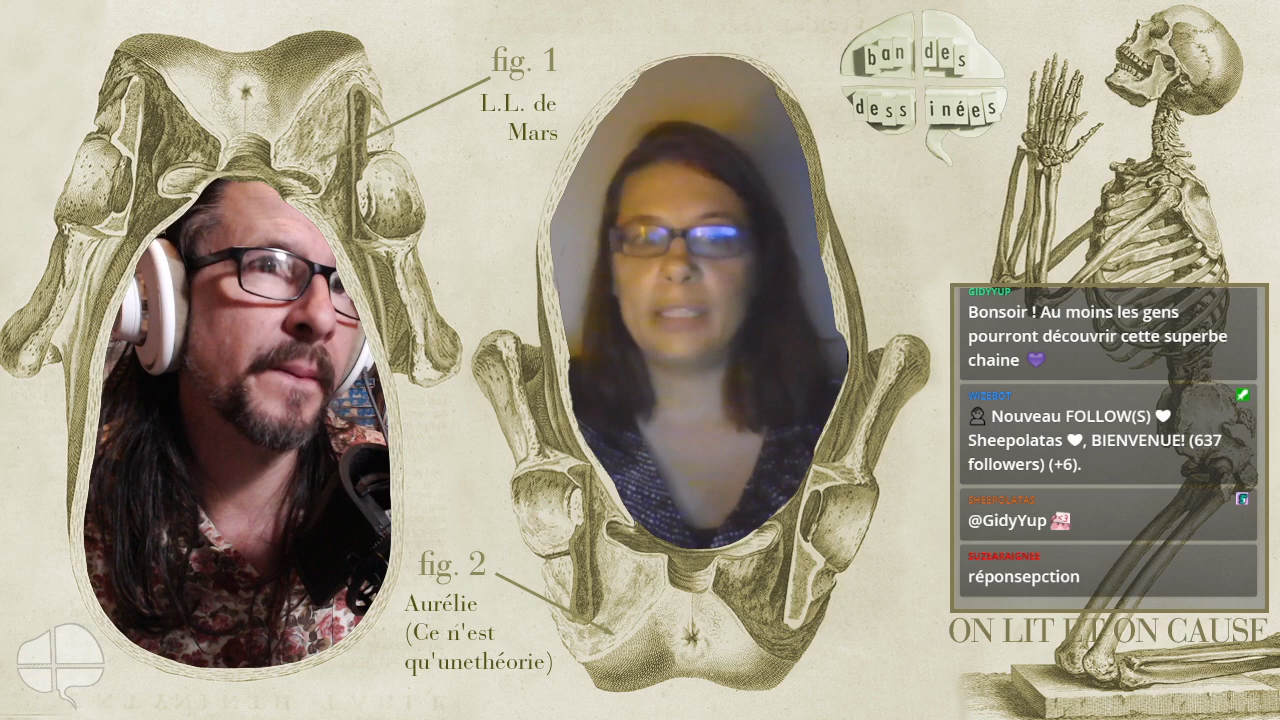 fig. 1
L.L. de
Mars
ban des
dess inées
GIDYYUP
Bonsoir ! Au moins les gens
pourront découvrir cette superbe
chaine 💜
WIZEBOT
Nouveau FOLLOW(S) 🤍
Sheepolatas 🤍, BIENVENUE! (637
followers) (+6).
SHEEPOLATAS
@GidyYup
SUZLARAIGNEE
réponsepction
fig. 2
Aurélie
(Ce n'est
qu'unethéorie)
ON LIT ET ON CAUSE